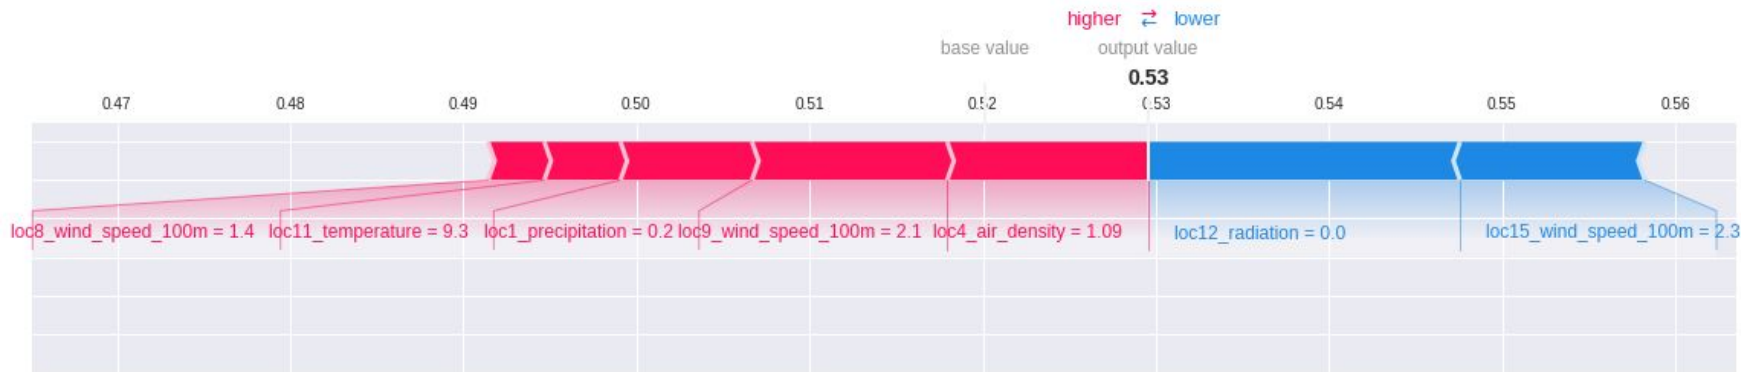 higher ⇄ lower
base value output value
0.53
0.47 0.48 0.49 0.50 0.51 0.52 0.53 0.54 0.55 0.56
loc8_wind_speed_100m = 1.4 loc11_temperature = 9.3 loc1_precipitation = 0.2 loc9_wind_speed_100m = 2.1 loc4_air_density = 1.09 loc12_radiation = 0.0 loc15_wind_speed_100m = 2.3